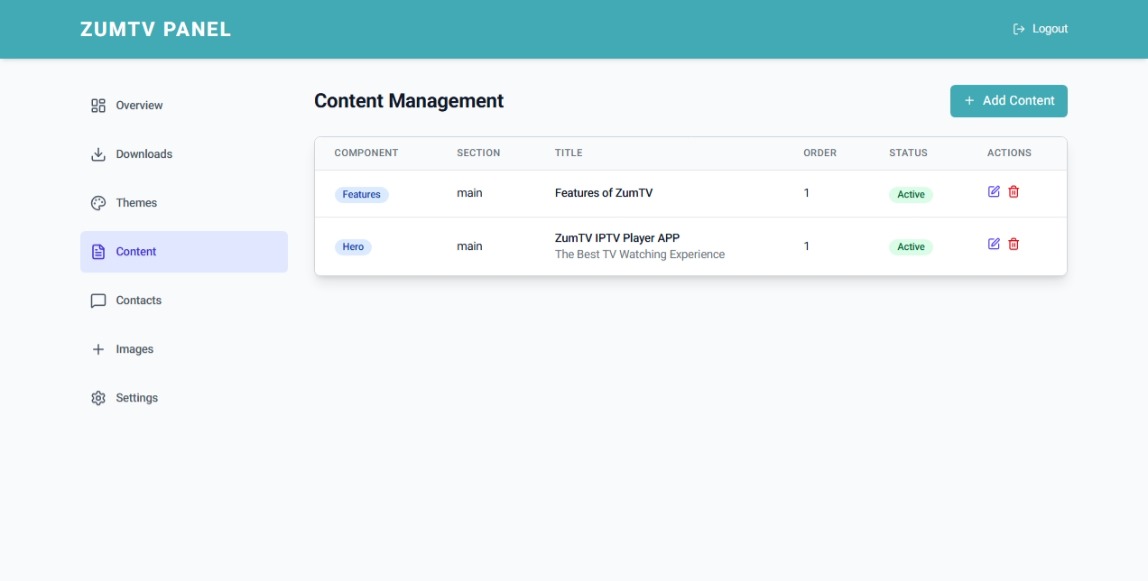 ZUMTV PANEL
Logout
Overview
Downloads
Themes
Content
Contacts
Images
Settings
Content Management
+ Add Content
COMPONENT SECTION TITLE ORDER STATUS ACTIONS
Features main Features of ZumTV 1 Active
Hero main ZumTV IPTV Player APP 1 Active
The Best TV Watching Experience